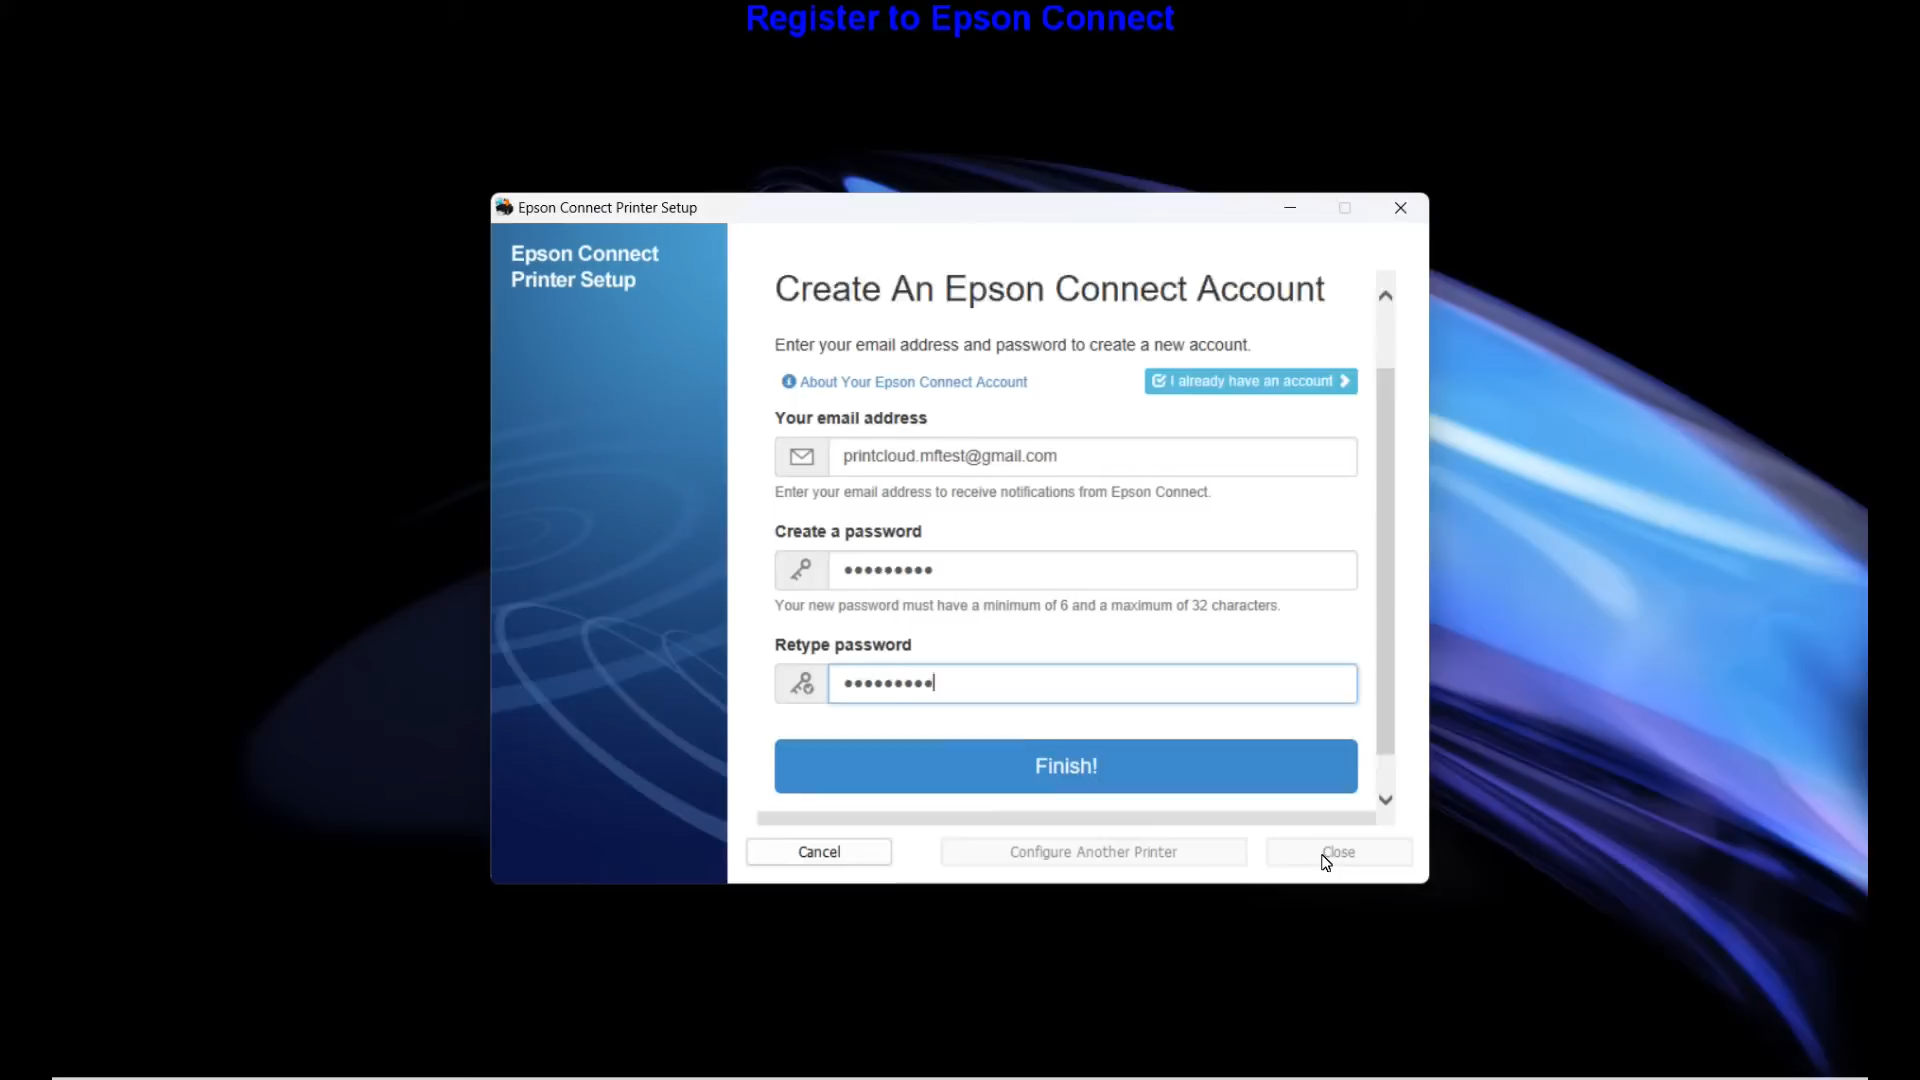 Register to Epson Connect
Epson Connect Printer Setup
Epson Connect
Printer Setup
Create An Epson Connect Account
Enter your email address and password to create a new account.
About Your Epson Connect Account
I already have an account
Your email address
printcloud.mftest@gmail.com
Enter your email address to receive notifications from Epson Connect.
Create a password
•••••••••
Your new password must have a minimum of 6 and a maximum of 32 characters.
Retype password
•••••••••
Finish!
Cancel
Configure Another Printer
Close